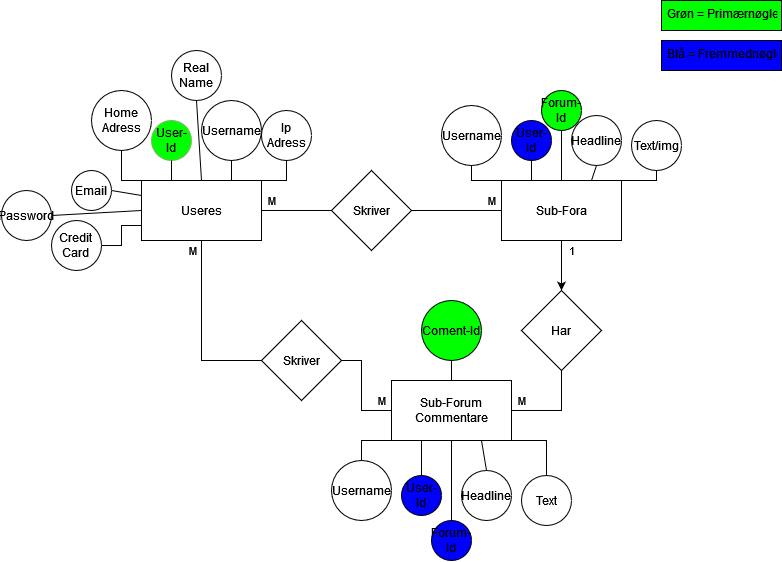 Grøn = Primærnøgle
Blå = Fremmednøgle
Real
Name
Home
Adress
User-
Id
Username
Ip
Adress
Email
Password
Credit
Card
Useres
M
Skriver
M
Username
User-
Id
Forum-
Id
Headline
Text/img
Sub-Fora
M
1
Skriver
M
Har
Coment-Id
M
Sub-Forum
Commentare
Username
User-
Id
Forum-
Id
Headline
Text